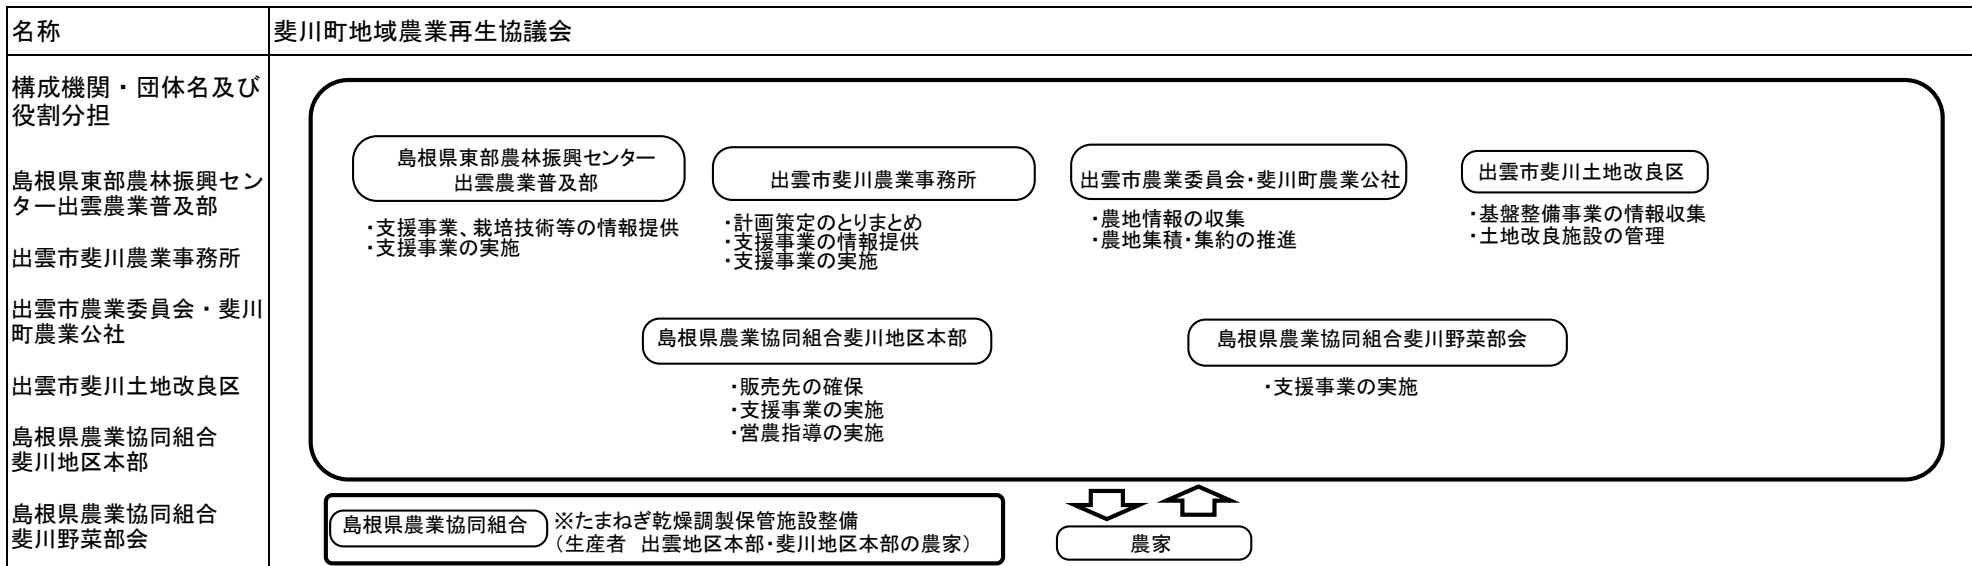 名称
斐川町地域農業再生協議会
構成機関・団体名及び
役割分担
島根県東部農林振興セン
ター出雲農業普及部
出雲市斐川農業事務所
出雲市農業委員会・斐川
町農業公社
出雲市斐川土地改良区
島根県農業協同組合
斐川地区本部
島根県農業協同組合
斐川野菜部会
島根県東部農林振興センター
出雲農業普及部
・支援事業、栽培技術等の情報提供
・支援事業の実施
出雲市斐川農業事務所
・計画策定のとりまとめ
・支援事業の情報提供
・支援事業の実施
出雲市農業委員会・斐川町農業公社
・農地情報の収集
・農地集積・集約の推進
出雲市斐川土地改良区
・基盤整備事業の情報収集
・土地改良施設の管理
島根県農業協同組合斐川地区本部
・販売先の確保
・支援事業の実施
・営農指導の実施
島根県農業協同組合斐川野菜部会
・支援事業の実施
島根県農業協同組合
※たまねぎ乾燥調製保管施設整備
（生産者　出雲地区本部・斐川地区本部の農家）
農家